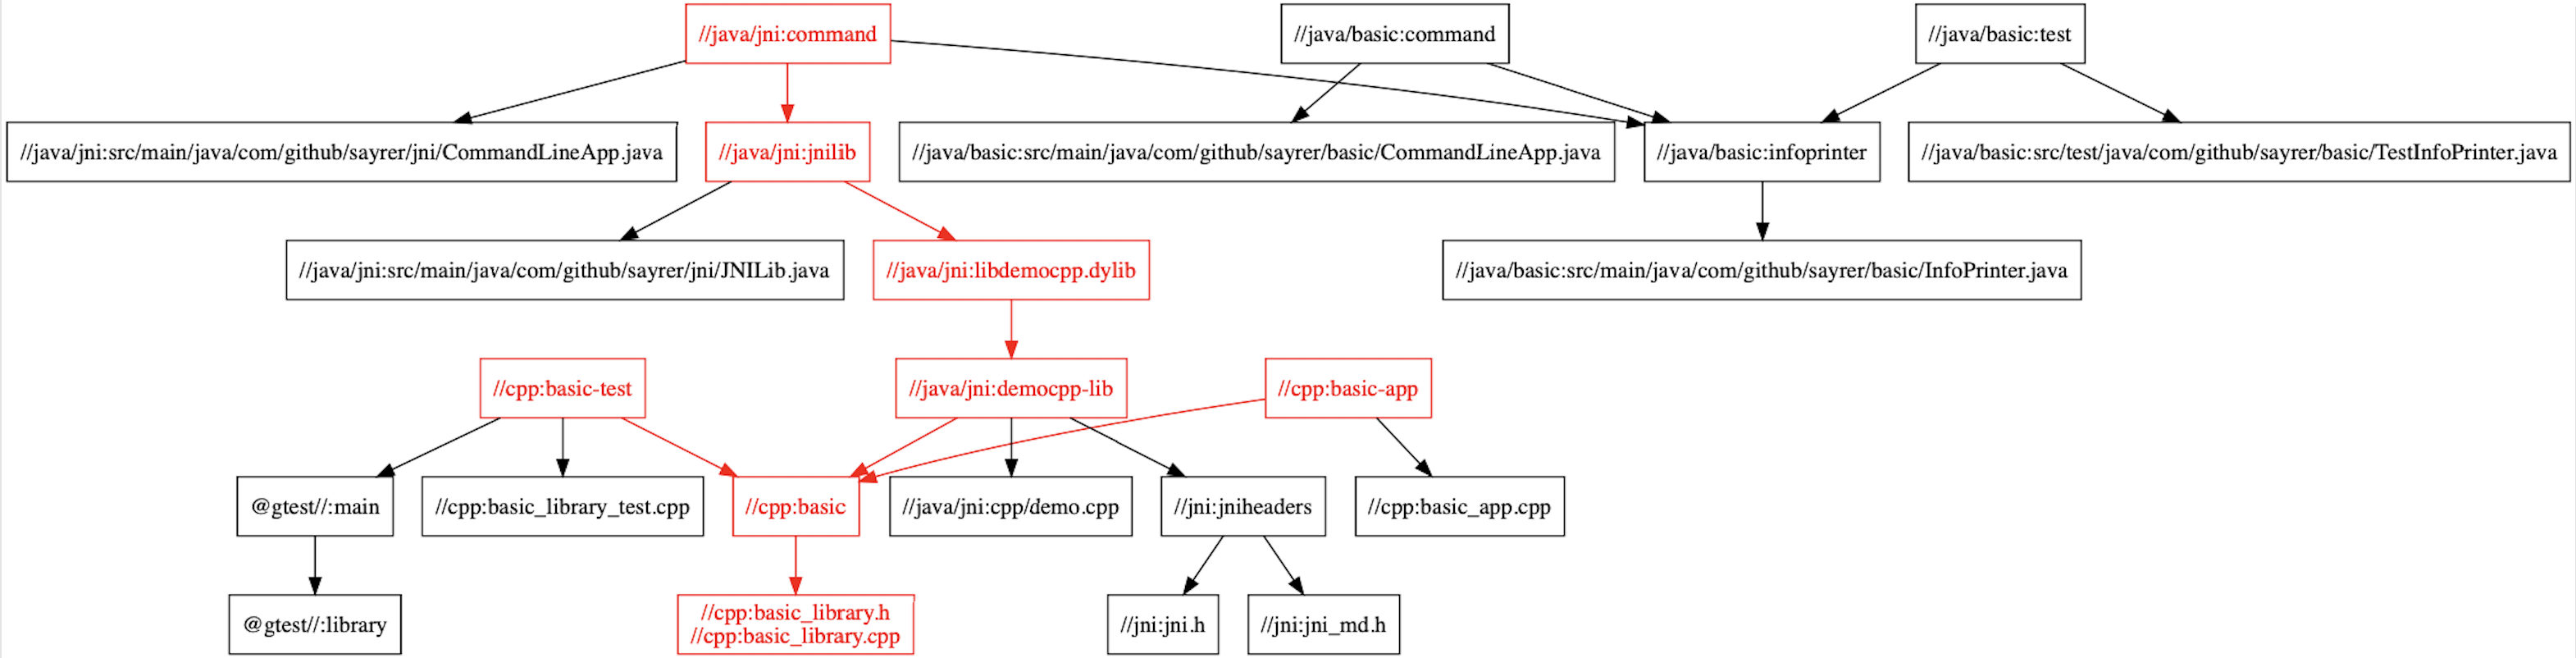 //java/jni:command
//java/basic:command
//java/basic:test
//java/jni:src/main/java/com/github/sayrer/jni/CommandLineApp.java
//java/jni:jnilib
//java/basic:src/main/java/com/github/sayrer/basic/CommandLineApp.java
//java/basic:infoprinter
//java/basic:src/test/java/com/github/sayrer/basic/TestInfoPrinter.java
//java/jni:src/main/java/com/github/sayrer/jni/JNILib.java
//java/jni:libdemocpp.dylib
//java/basic:src/main/java/com/github/sayrer/basic/InfoPrinter.java
//cpp:basic-test
//java/jni:democpp-lib
//cpp:basic-app
@gtest//:main
//cpp:basic_library_test.cpp
//cpp:basic
//java/jni:cpp/demo.cpp
//jni:jniheaders
//cpp:basic_app.cpp
@gtest//:library
//cpp:basic_library.h
//cpp:basic_library.cpp
//jni:jni.h
//jni:jni_md.h